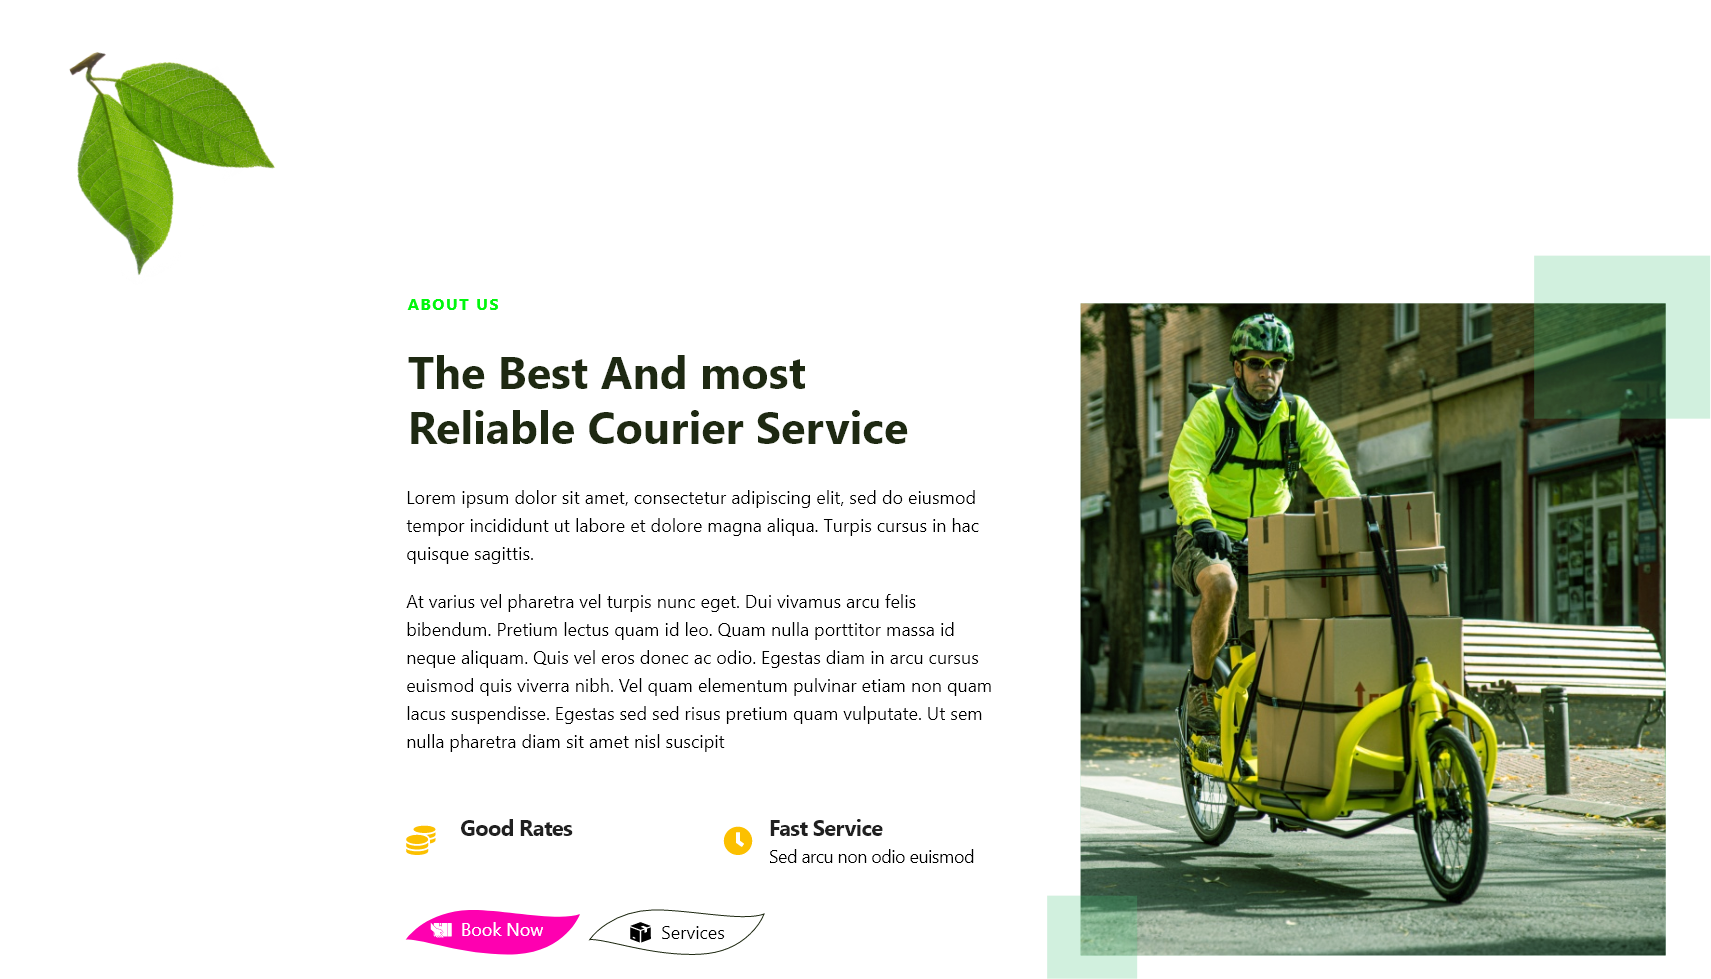 ABOUT US
The Best And most
Reliable Courier Service
Lorem ipsum dolor sit amet, consectetur adipiscing elit, sed do eiusmod
tempor incididunt ut labore et dolore magna aliqua. Turpis cursus in hac
quisque sagittis.
At varius vel pharetra vel turpis nunc eget. Dui vivamus arcu felis
bibendum. Pretium lectus quam id leo. Quam nulla porttitor massa id
neque aliquam. Quis vel eros donec ac odio. Egestas diam in arcu cursus
euismod quis viverra nibh. Vel quam elementum pulvinar etiam non quam
lacus suspendisse. Egestas sed sed risus pretium quam vulputate. Ut sem
nulla pharetra diam sit amet nisl suscipit
Good Rates
Fast Service
Sed arcu non odio euismod
Book Now
Services